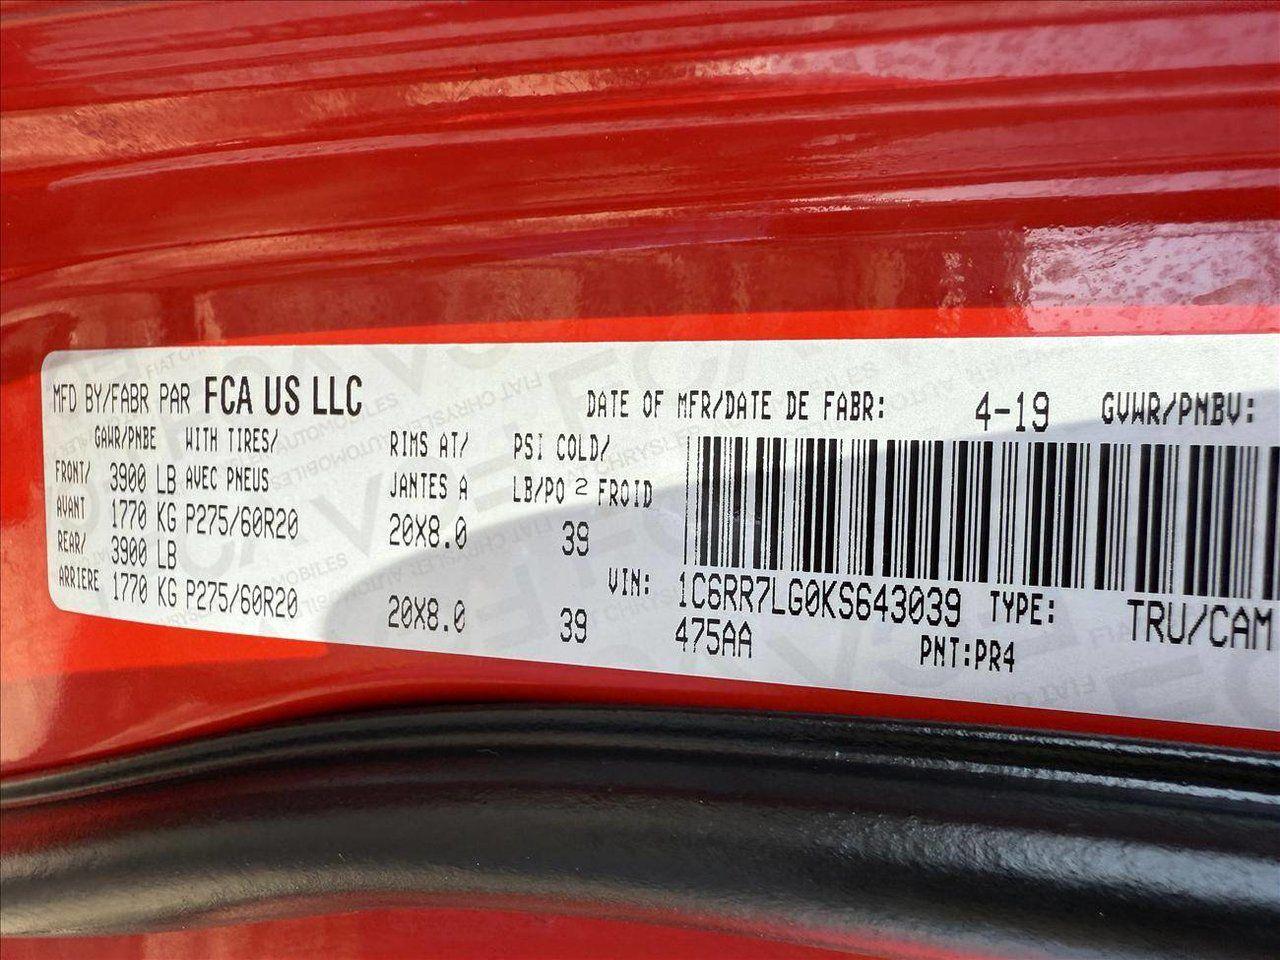 MFD BY/FABR PAR FCA US LLC DATE OF MFR/DATE DE FABR: 4-19 GVWR/PNBV:
GAWR/PNBE WITH TIRES/ RIMS AT/ PSI COLD/
FRONT/ 3900 LB AVEC PNEUS JANTES A LB/PO 2 FROID
AVANT 1770 KG P275/60R20 20X8.0 39
REAR/ 3900 LB
ARRIERE 1770 KG P275/60R20 20X8.0 39
VIN: 1C6RR7LG0KS643039 TYPE: TRU/CAM
475AA PNT:PR4